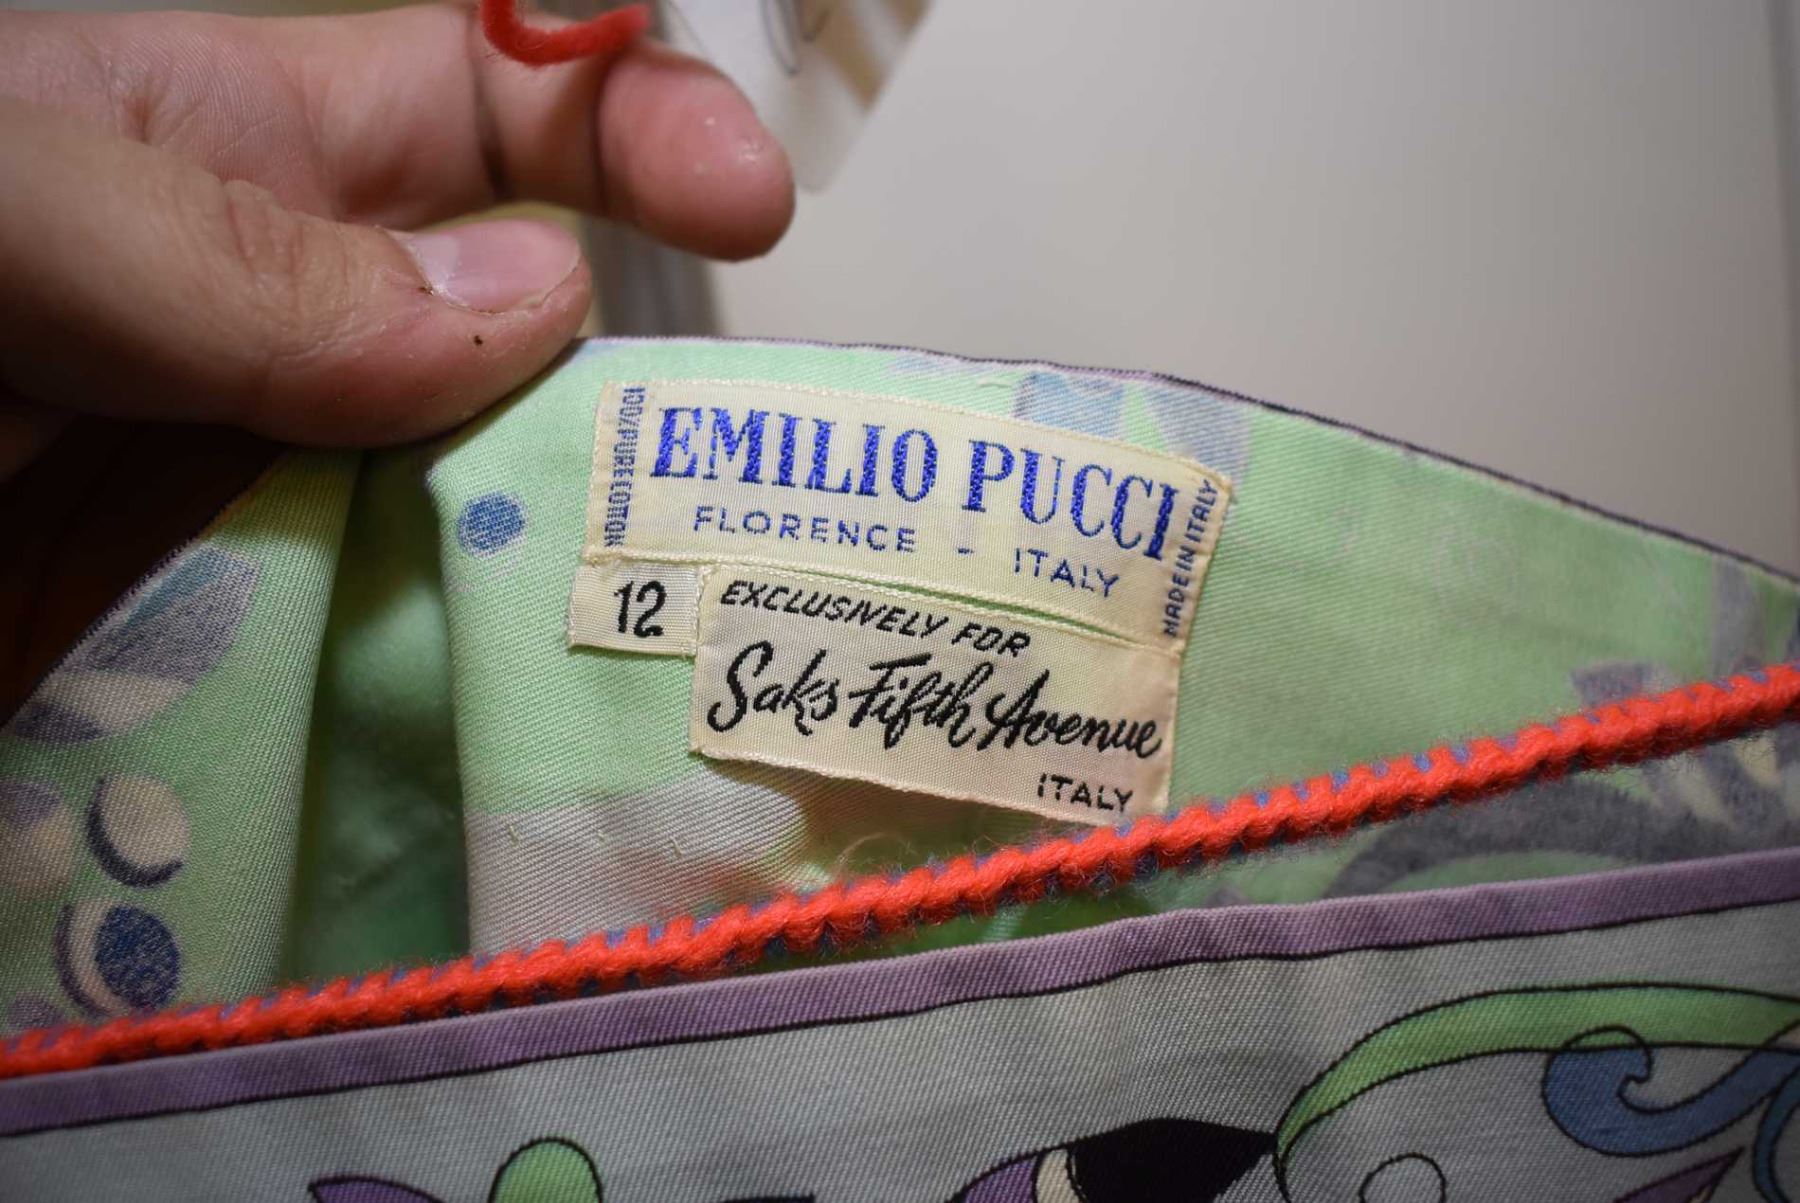 100% PURE COTTON
EMILIO PUCCI
FLORENCE - ITALY
MADE IN ITALY
12
EXCLUSIVELY FOR
Saks Fifth Avenue
ITALY